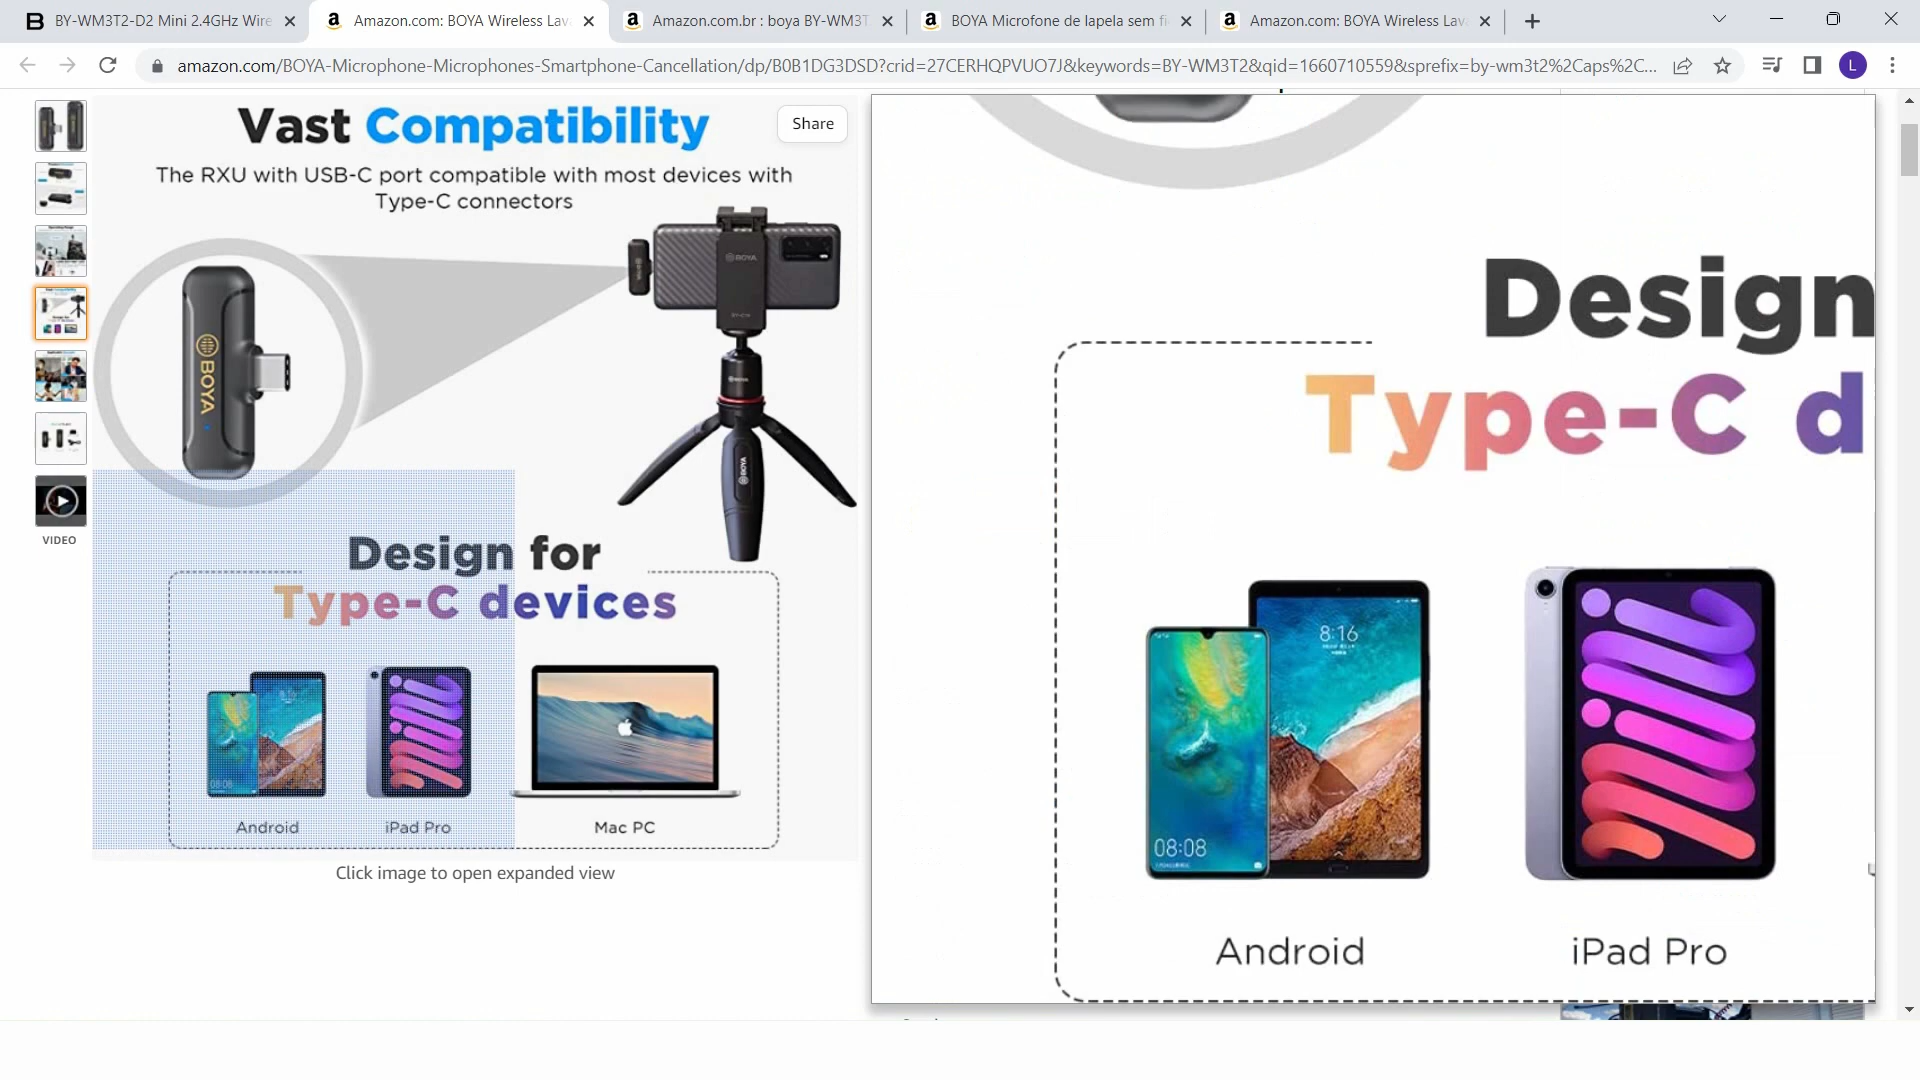 BY-WM3T2-D2 Mini 2.4GHz Wire
Amazon.com: BOYA Wireless Lav
Amazon.com.br : boya BY-WM3T
BOYA Microfone de lapela sem fi
Amazon.com: BOYA Wireless Lav
amazon.com/BOYA-Microphone-Microphones-Smartphone-Cancellation/dp/B0B1DG3DSD?crid=27CERHQPVUO7J&keywords=BY-WM3T2&qid=1660710559&sprefix=by-wm3t2%2Caps%2C...
L
Vast Compatibility
Share
The RXU with USB-C port compatible with most devices with
Type-C connectors
BOYA
BOYA
BOYA
VIDEO
Design for
Type-C devices
08:08
Android
iPad Pro
Mac PC
Click image to open expanded view
Design
Type-C d
8:16
08:08
Android
iPad Pro